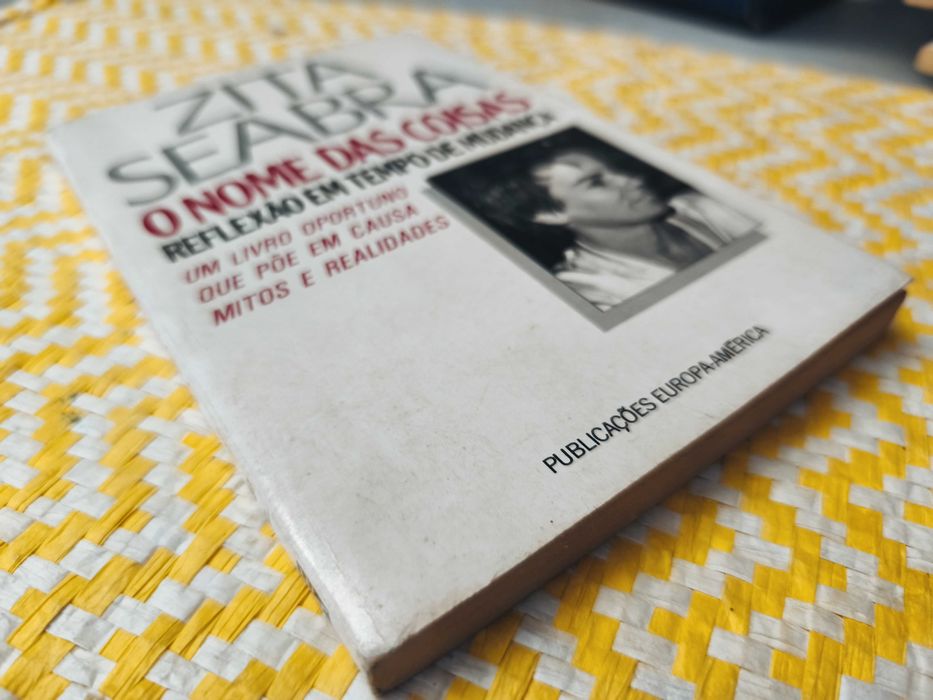 ZITA
SEABRA
O NOME DAS COISAS
REFLEXÃO EM TEMPO DE MUDANÇA
UM LIVRO OPORTUNO
QUE PÕE EM CAUSA
MITOS E REALIDADES
PUBLICAÇÕES EUROPA-AMÉRICA